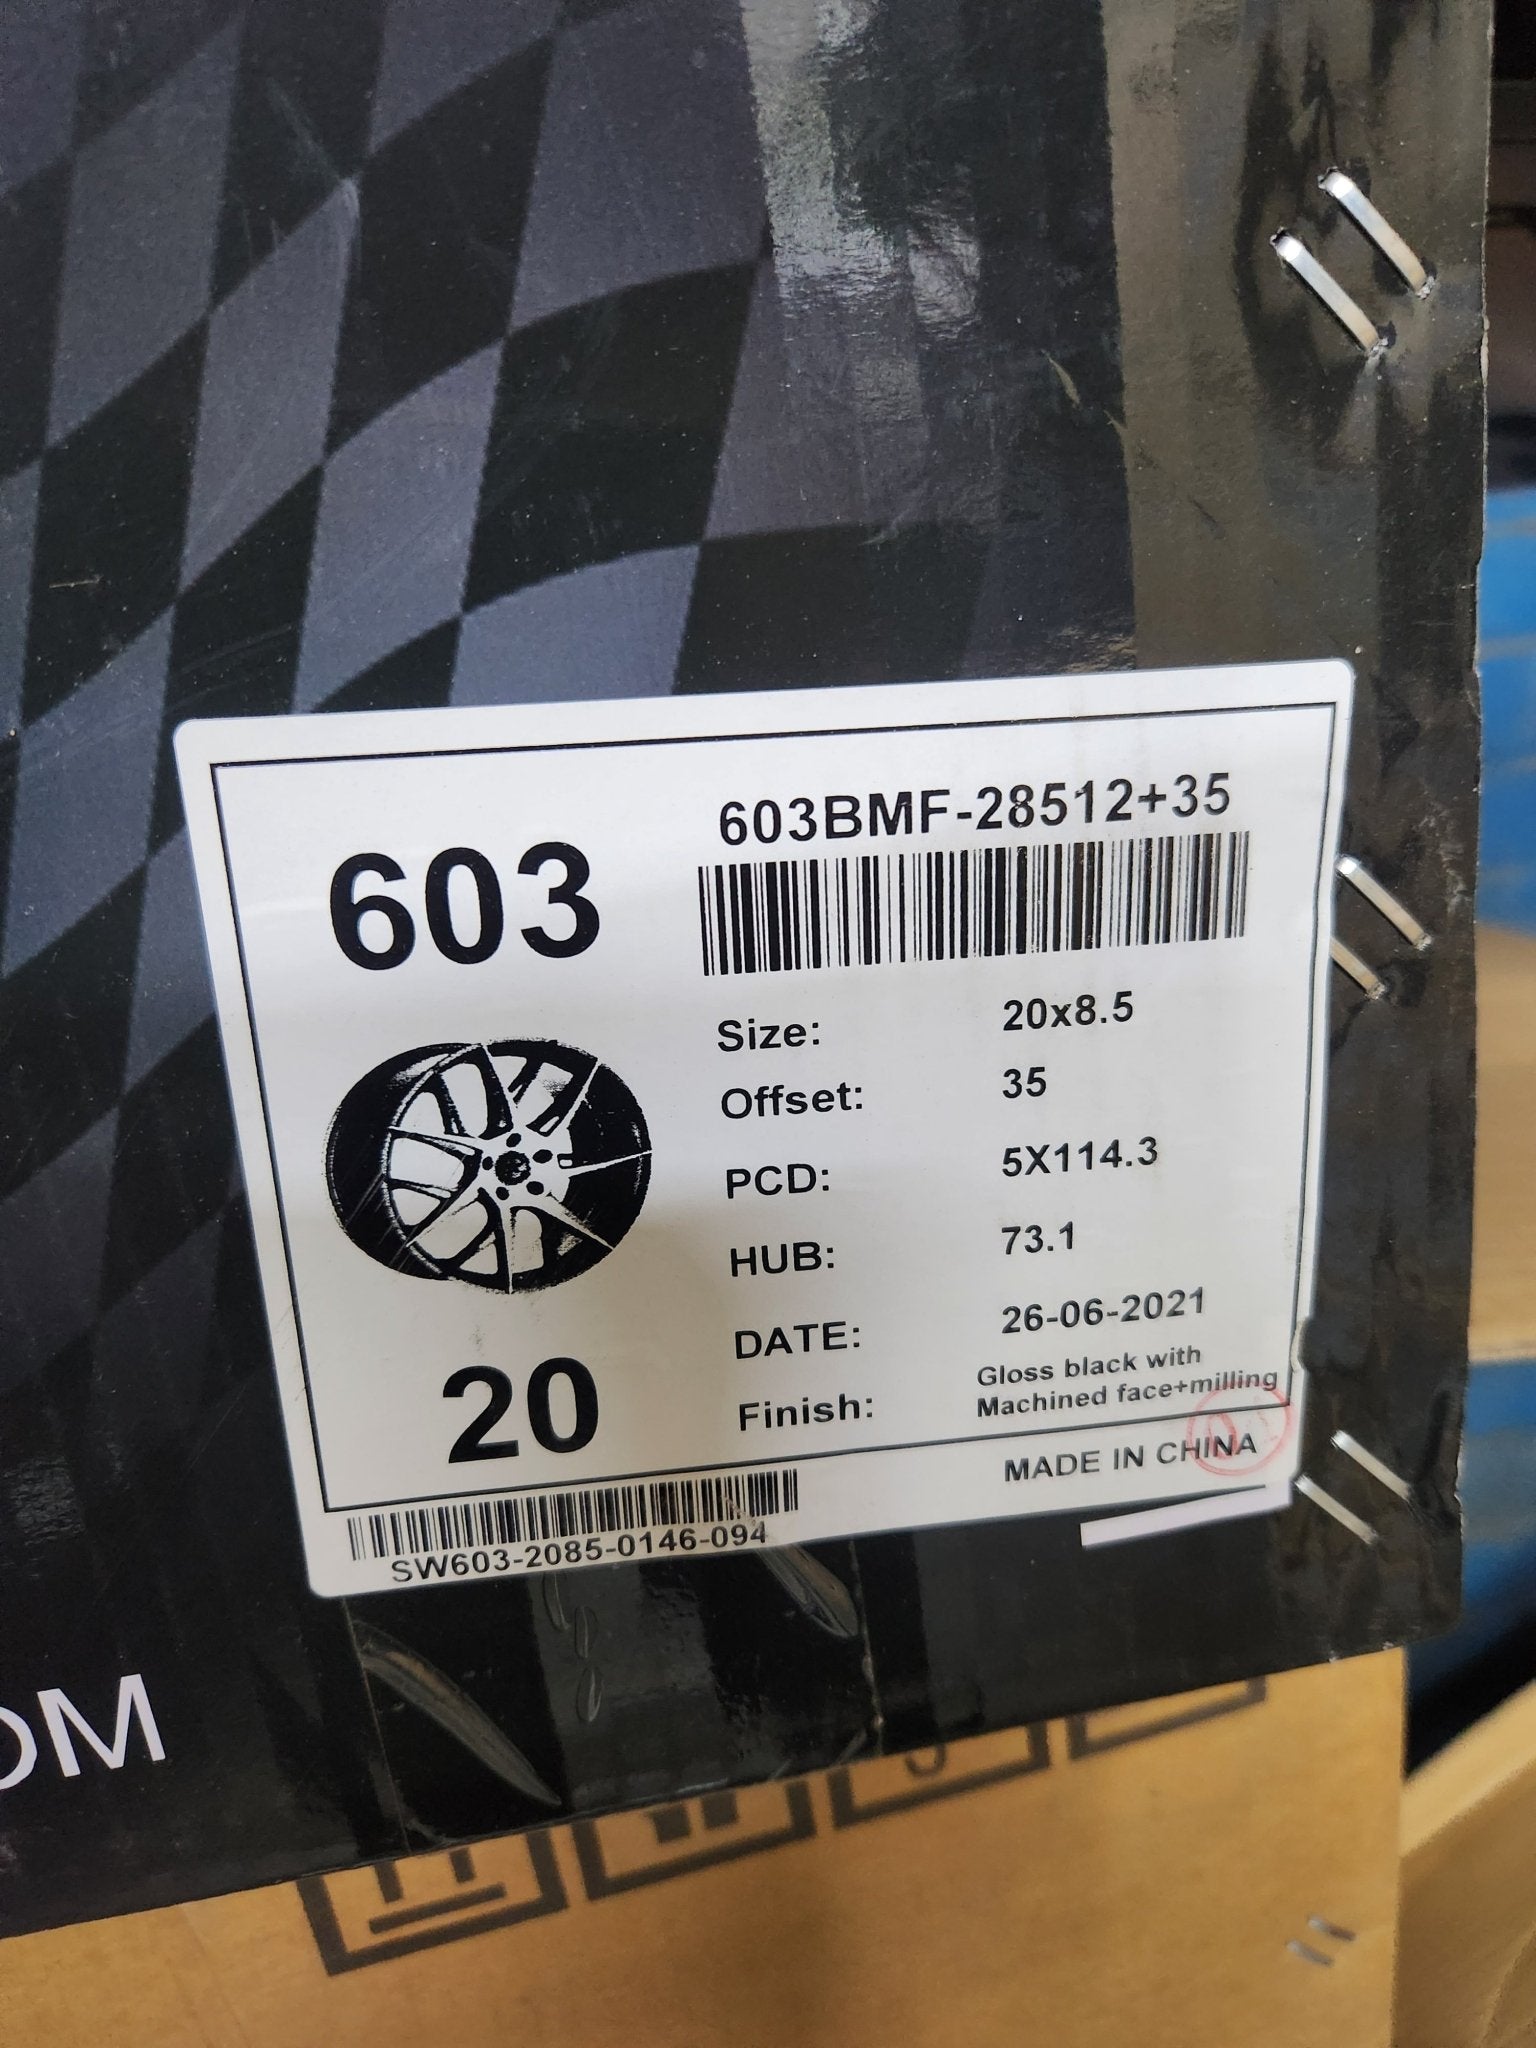 603
603BMF-28512+35
Size: 20x8.5
Offset: 35
PCD: 5X114.3
HUB: 73.1
DATE: 26-06-2021
Finish: Gloss black with
Machined face+milling
20
MADE IN CHINA
SW603-2085-0146-094